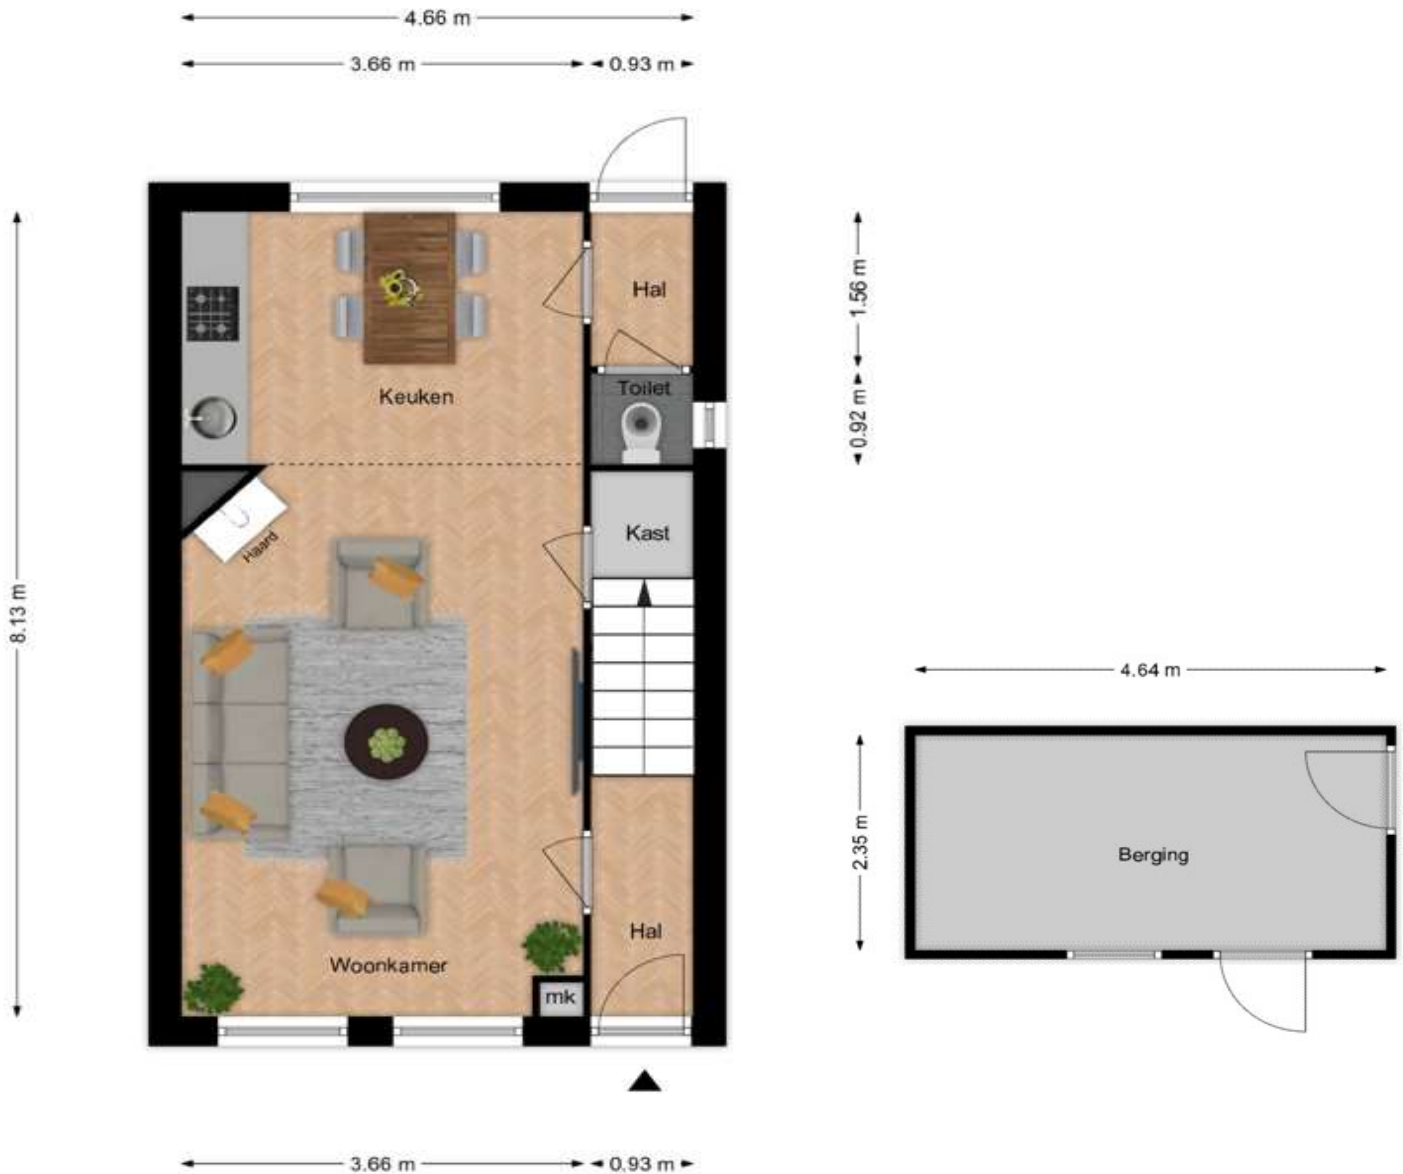 4.66 m
3.66 m
0.93 m
Hal
1.56 m
Toilet
Keuken
0.92 m
Kast
Haard
8.13 m
4.64 m
2.35 m
Berging
Hal
Woonkamer
mk
3.66 m
0.93 m